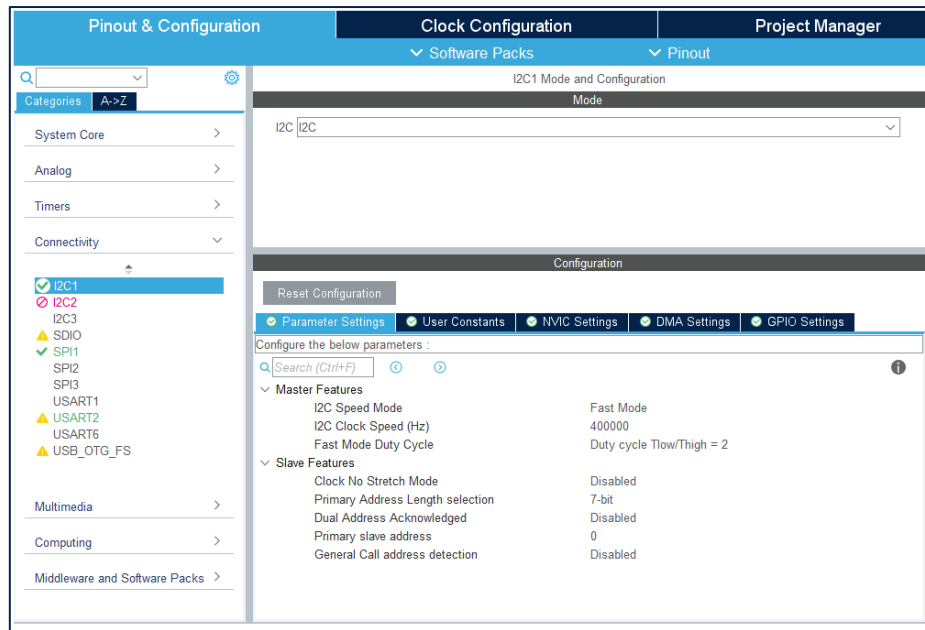 Pinout & Configuration
Clock Configuration
Project Manager
Software Packs
Pinout
Categories
A->Z
System Core
Analog
Timers
Connectivity
I2C1
I2C2
I2C3
SDIO
SPI1
SPI2
SPI3
USART1
USART2
USART6
USB_OTG_FS
Multimedia
Computing
Middleware and Software Packs
I2C1 Mode and Configuration
Mode
I2C I2C
Configuration
Reset Configuration
Parameter Settings
User Constants
NVIC Settings
DMA Settings
GPIO Settings
Configure the below parameters :
Search (Ctrl+F)
Master Features
I2C Speed Mode Fast Mode
I2C Clock Speed (Hz) 400000
Fast Mode Duty Cycle Duty cycle Tlow/Thigh = 2
Slave Features
Clock No Stretch Mode Disabled
Primary Address Length selection 7-bit
Dual Address Acknowledged Disabled
Primary slave address 0
General Call address detection Disabled